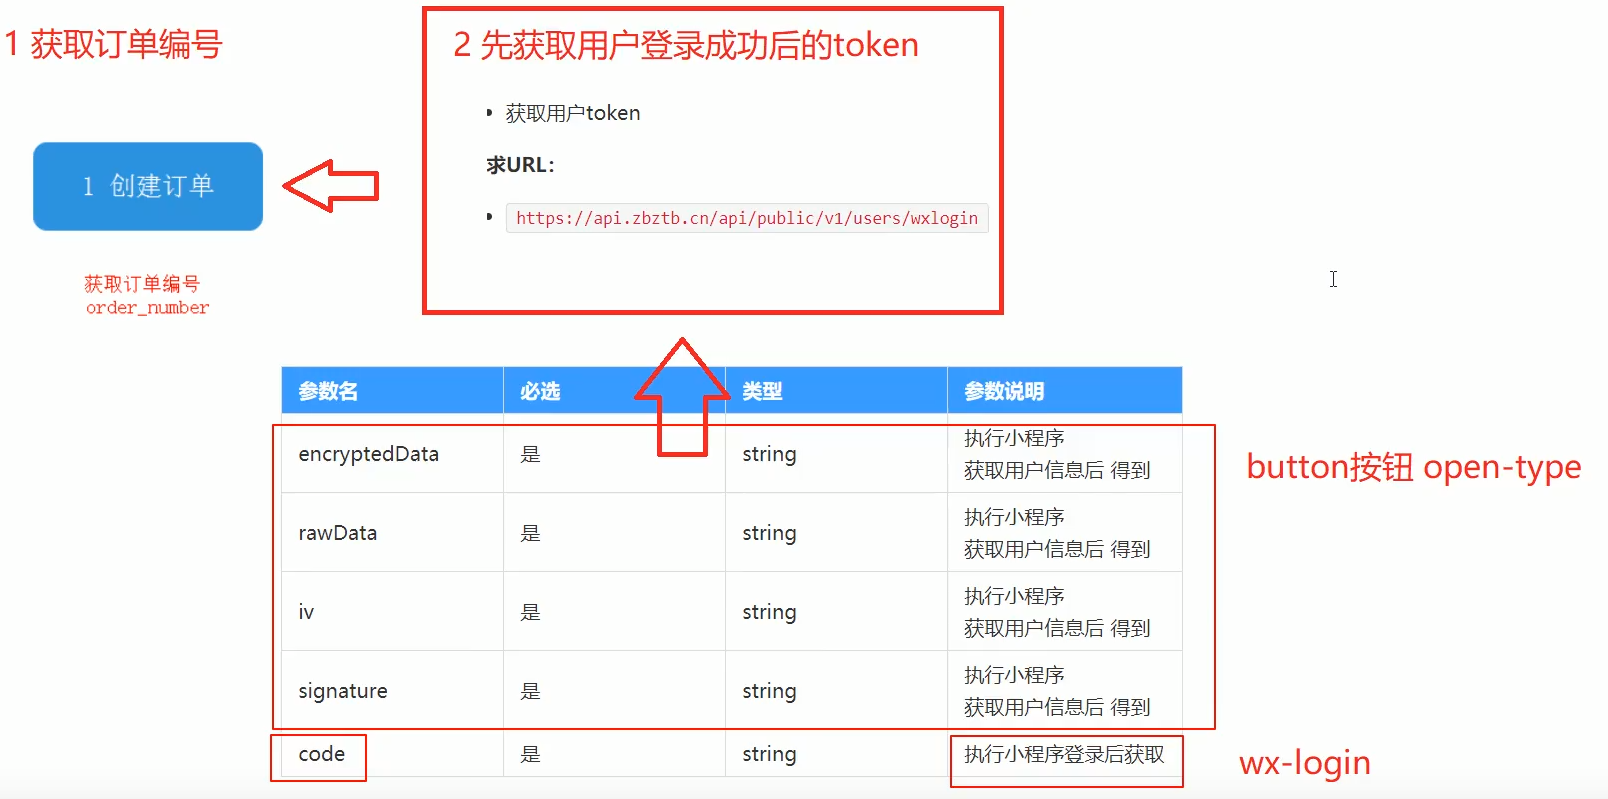 1 获取订单编号
1 创建订单
获取订单编号
order_number
2 先获取用户登录成功后的token
• 获取用户token
求URL：
• https://api.zbztb.cn/api/public/v1/users/wxlogin
参数名 必选 类型 参数说明
encryptedData 是 string 执行小程序
获取用户信息后 得到
rawData 是 string 执行小程序
获取用户信息后 得到
iv 是 string 执行小程序
获取用户信息后 得到
signature 是 string 执行小程序
获取用户信息后 得到
code 是 string 执行小程序登录后获取
button按钮 open-type
wx-login